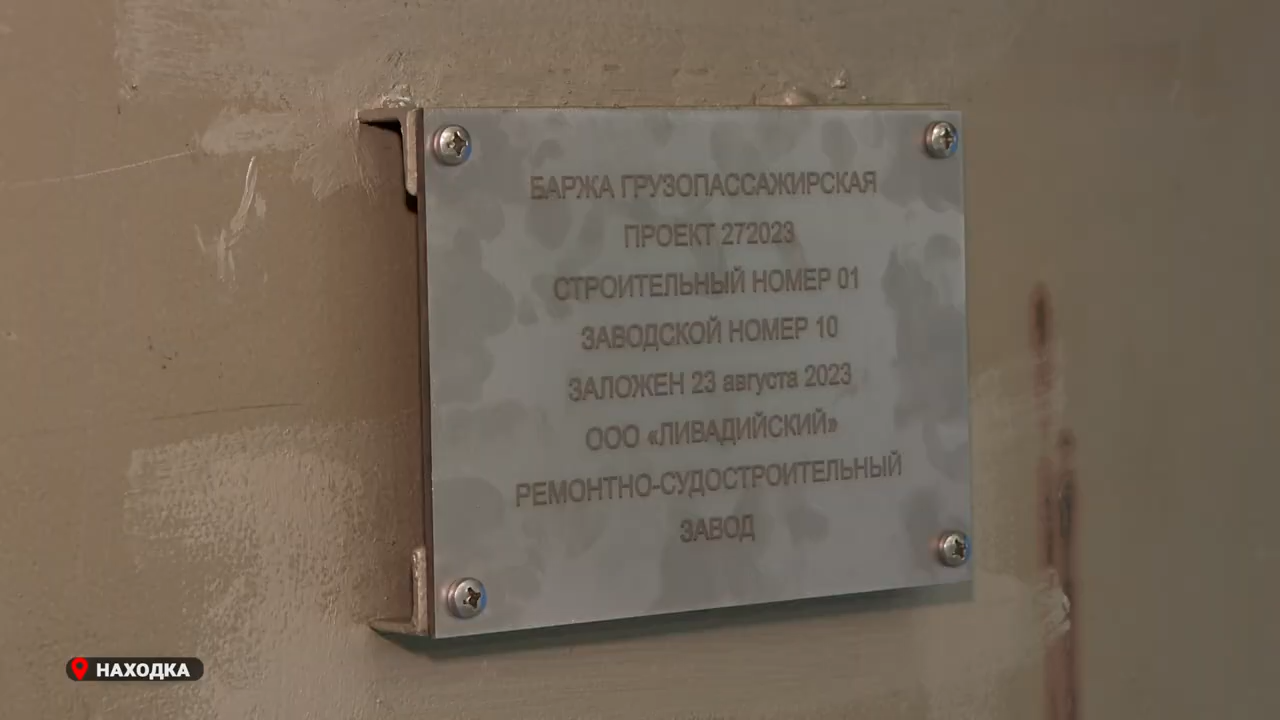 БАРЖА ГРУЗОПАССАЖИРСКАЯ
ПРОЕКТ 272023
СТРОИТЕЛЬНЫЙ НОМЕР 01
ЗАВОДСКОЙ НОМЕР 10
ЗАЛОЖЕН 23 августа 2023
ООО «ЛИВАДИЙСКИЙ»
РЕМОНТНО-СУДОСТРОИТЕЛЬНЫЙ
ЗАВОД
НАХОДКА